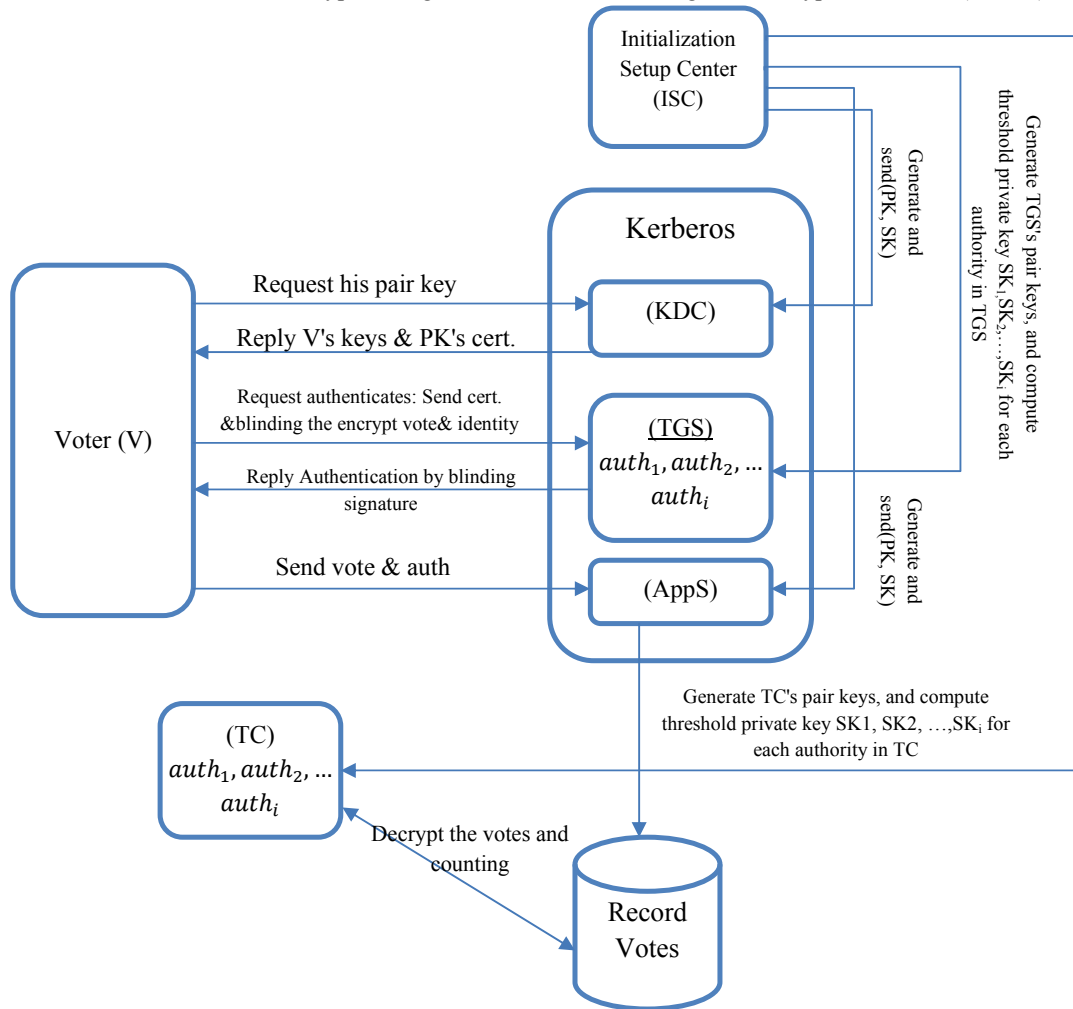 Initialization
Setup Center
(ISC)
Generate and
send(PK, SK)
Generate TGS's pair keys, and compute
threshold private key SK1,SK2,…,SKi for each
authority in TGS
Kerberos
Voter (V)
Request his pair key
(KDC)
Reply V's keys & PK's cert.
Request authenticates: Send cert.
&blinding the encrypt vote& identity
(TGS)
auth1, auth2, …
authi
Reply Authentication by blinding
signature
Generate and
send(PK, SK)
Send vote & auth
(AppS)
Generate TC's pair keys, and compute
threshold private key SK1, SK2, …,SKi for
each authority in TC
(TC)
auth1, auth2, …
authi
Decrypt the votes and
counting
Record
Votes